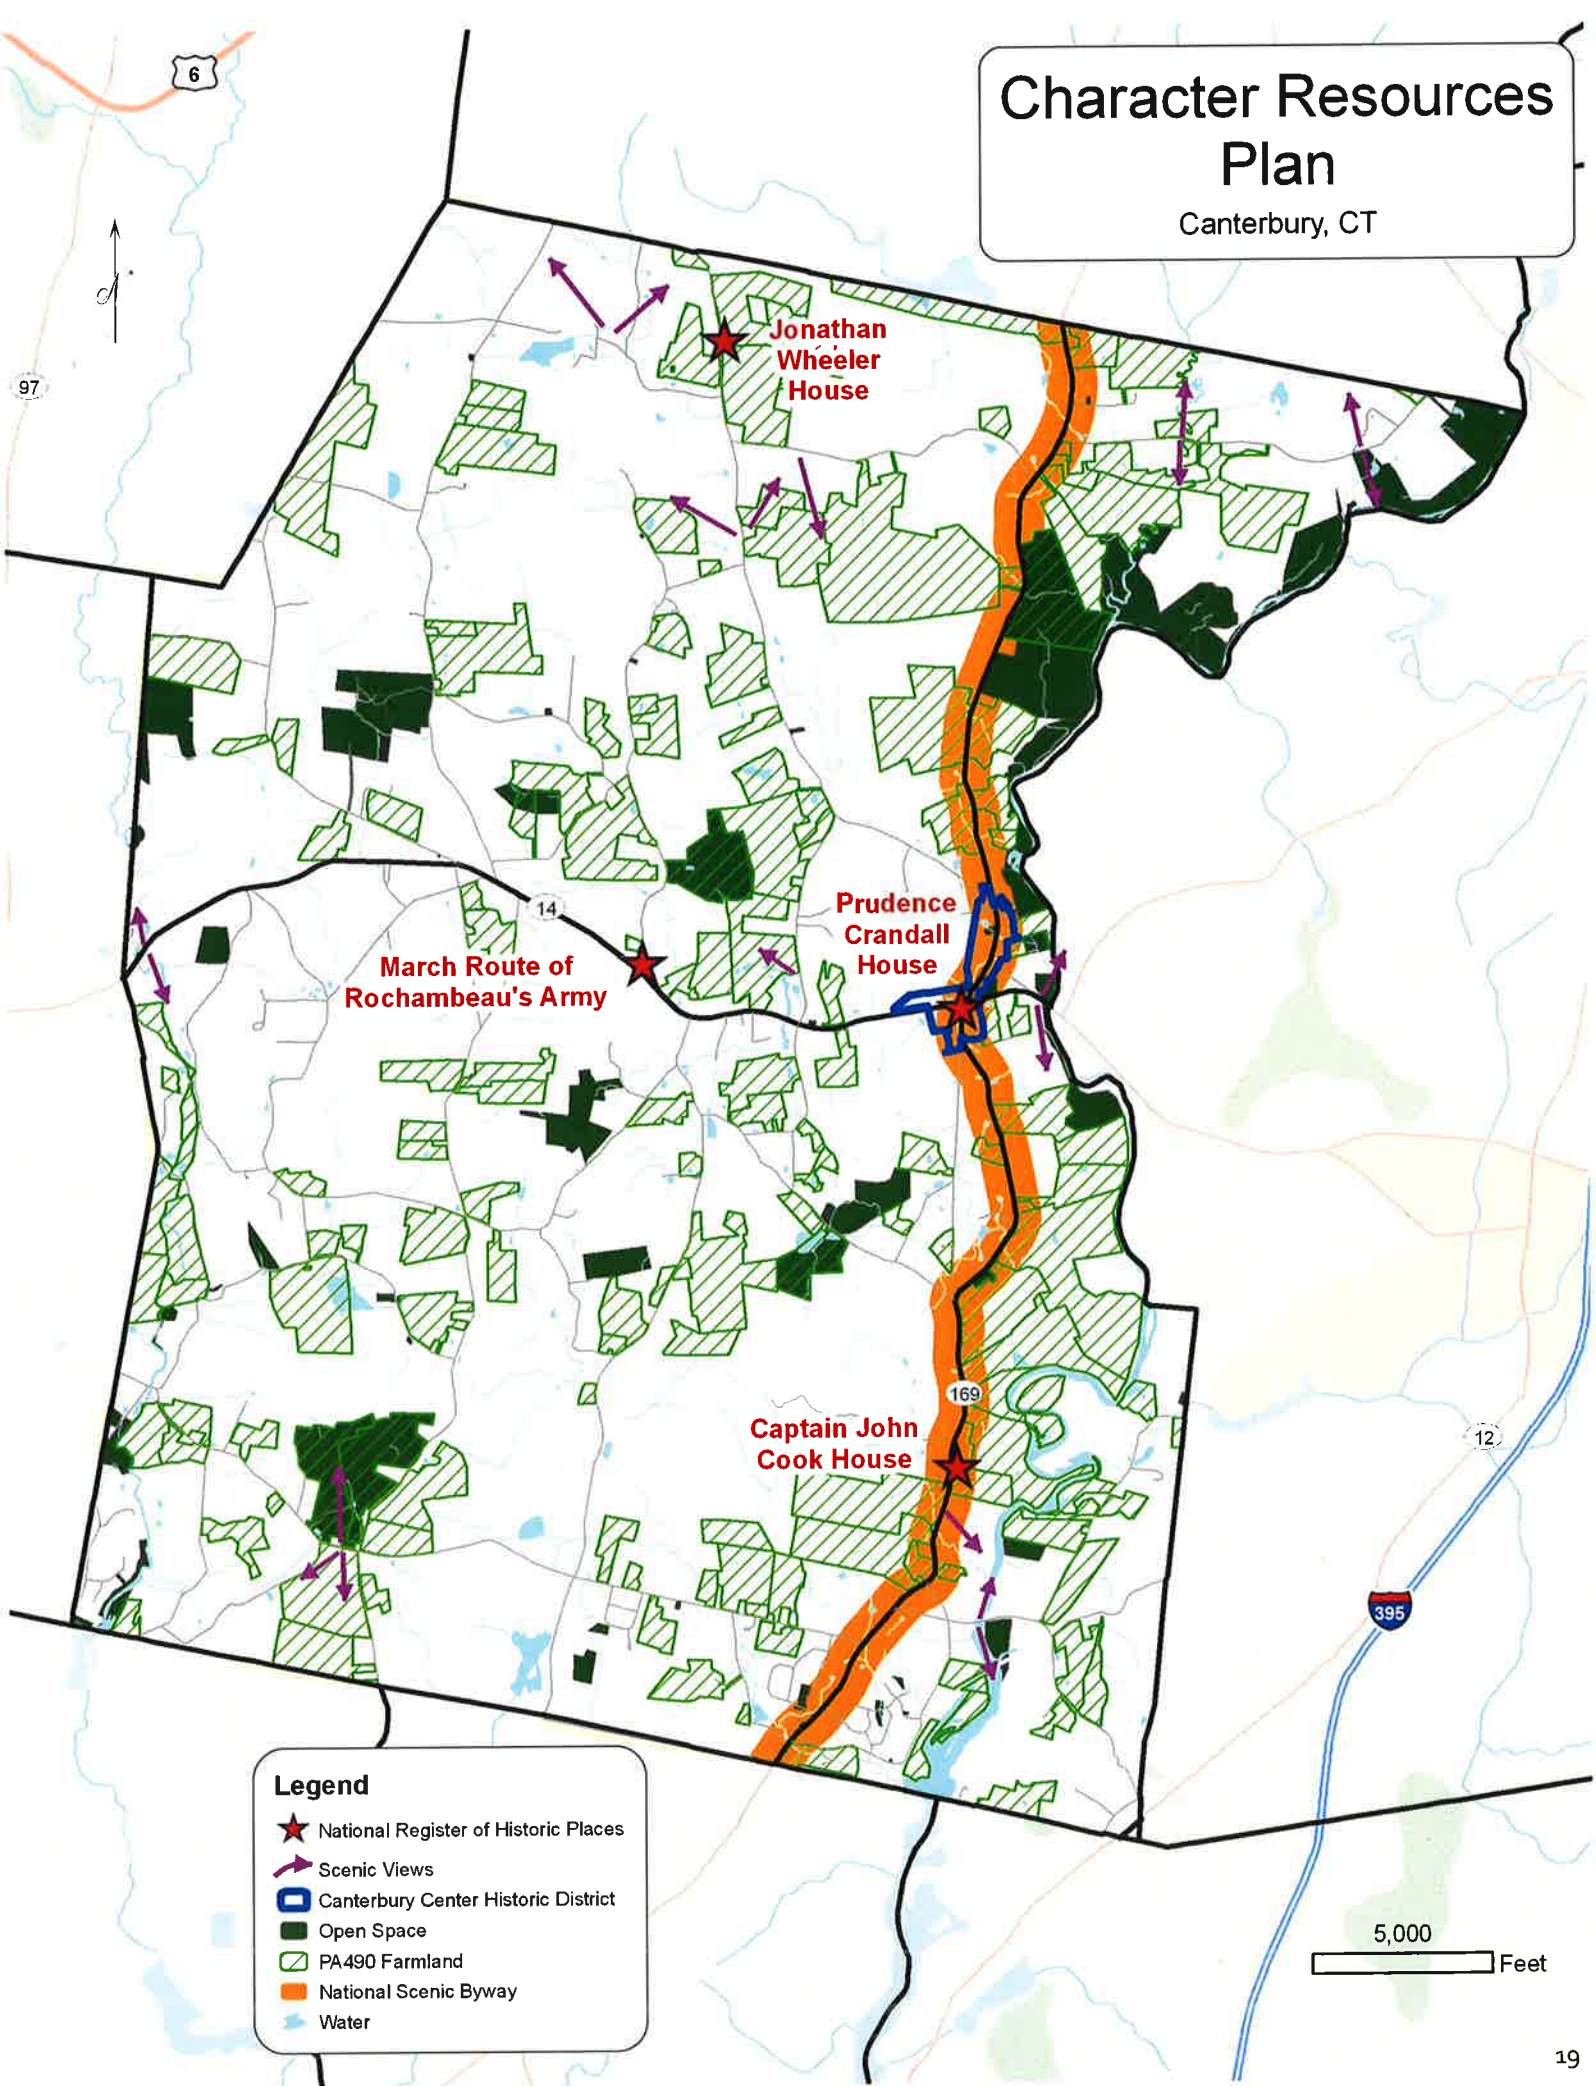 6
Character Resources
Plan
Canterbury, CT
97
Jonathan
Wheeler
House
14
Prudence
Crandall
House
March Route of
Rochambeau's Army
169
Captain John
Cook House
12
395
Legend
National Register of Historic Places
Scenic Views
Canterbury Center Historic District
Open Space
PA490 Farmland
National Scenic Byway
Water
5,000
Feet
19